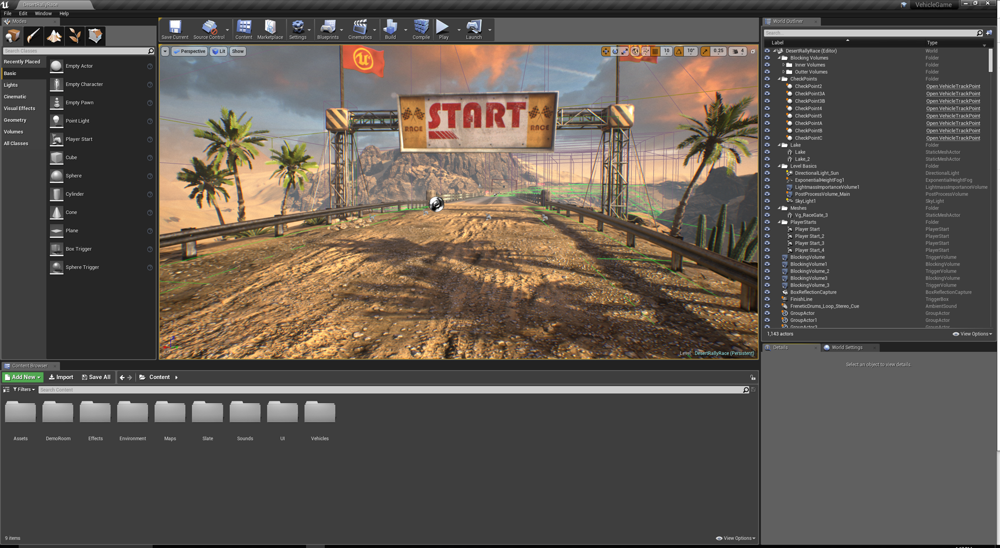 DesertRallyRace
VehicleGame
File Edit Window Help
Modes
Search Classes
Recently Placed
Basic
Lights
Cinematic
Visual Effects
Geometry
Volumes
All Classes
Empty Actor
Empty Character
Empty Pawn
Point Light
Player Start
Cube
Sphere
Cylinder
Cone
Plane
Box Trigger
Sphere Trigger
Save Current Source Control Content Marketplace Settings Blueprints Cinematics Build Compile Play Launch
Perspective Lit Show
10 10° 0.25 4
START
RACE RACE
Level: DesertRallyRace (Persistent)
World Outliner
Search...
Label Type
DesertRallyRace (Editor) World
Blocking Volumes Folder
Inner Volumes Folder
Outter Volumes Folder
CheckPoints Folder
CheckPoint2 Open VehicleTrackPoint
CheckPoint3A Open VehicleTrackPoint
CheckPoint3B Open VehicleTrackPoint
CheckPoint4 Open VehicleTrackPoint
CheckPoint5 Open VehicleTrackPoint
CheckPointA Open VehicleTrackPoint
CheckPointB Open VehicleTrackPoint
CheckPointC Open VehicleTrackPoint
Lake Folder
Lake StaticMeshActor
Lake_2 StaticMeshActor
Level Basics Folder
DirectionalLight_Sun DirectionalLight
ExponentialHeightFog1 ExponentialHeightFog
LightmassImportanceVolume1 LightmassImportanceVolume
PostProcessVolume_Main PostProcessVolume
SkyLight1 SkyLight
Meshes Folder
Vg_RaceGate_3 StaticMeshActor
PlayerStarts Folder
Player Start PlayerStart
Player Start_2 PlayerStart
Player Start_3 PlayerStart
Player Start_4 PlayerStart
BlockingVolume TriggerVolume
BlockingVolume1 BlockingVolume
BlockingVolume_2 TriggerVolume
BlockingVolume3 BlockingVolume
BlockingVolume_3 TriggerVolume
BoxReflectionCapture BoxReflectionCapture
FinishLine TriggerBox
FreneticDrums_Loop_Stereo_Cue AmbientSound
GroupActor GroupActor
GroupActor1 GroupActor
GroupActor3 GroupActor
1,143 actors View Options
Details World Settings
Select an object to view details.
Content Browser
Add New Import Save All Content
Filters Search Content
Assets DemoRoom Effects Environment Maps Slate Sounds UI Vehicles
9 items View Options